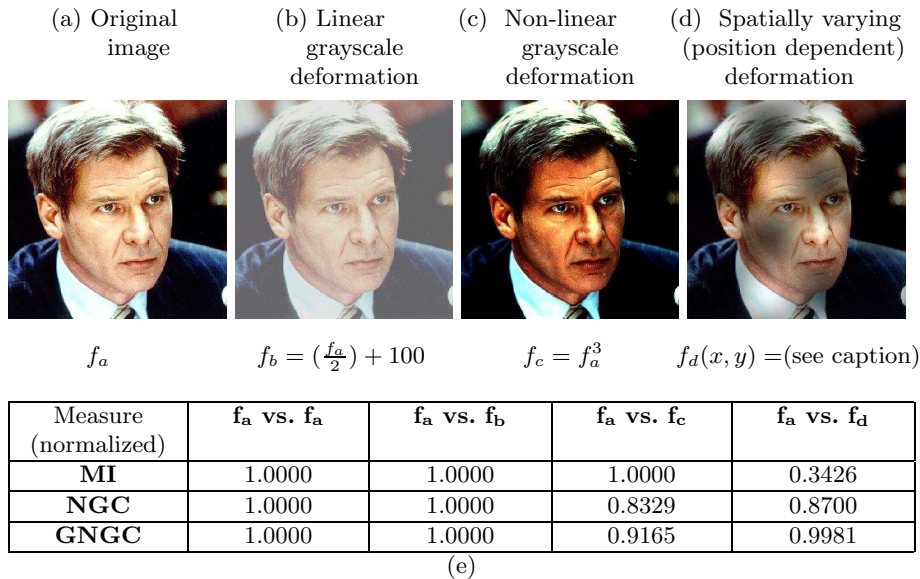 (a) Original image
(b) Linear grayscale deformation
(c) Non-linear grayscale deformation
(d) Spatially varying (position dependent) deformation
f_a
f_b = (f_a/2) + 100
f_c = f_a^3
f_d(x, y) =(see caption)
Measure (normalized) f_a vs. f_a f_a vs. f_b f_a vs. f_c f_a vs. f_d
MI 1.0000 1.0000 1.0000 0.3426
NGC 1.0000 1.0000 0.8329 0.8700
GNGC 1.0000 1.0000 0.9165 0.9981
(e)